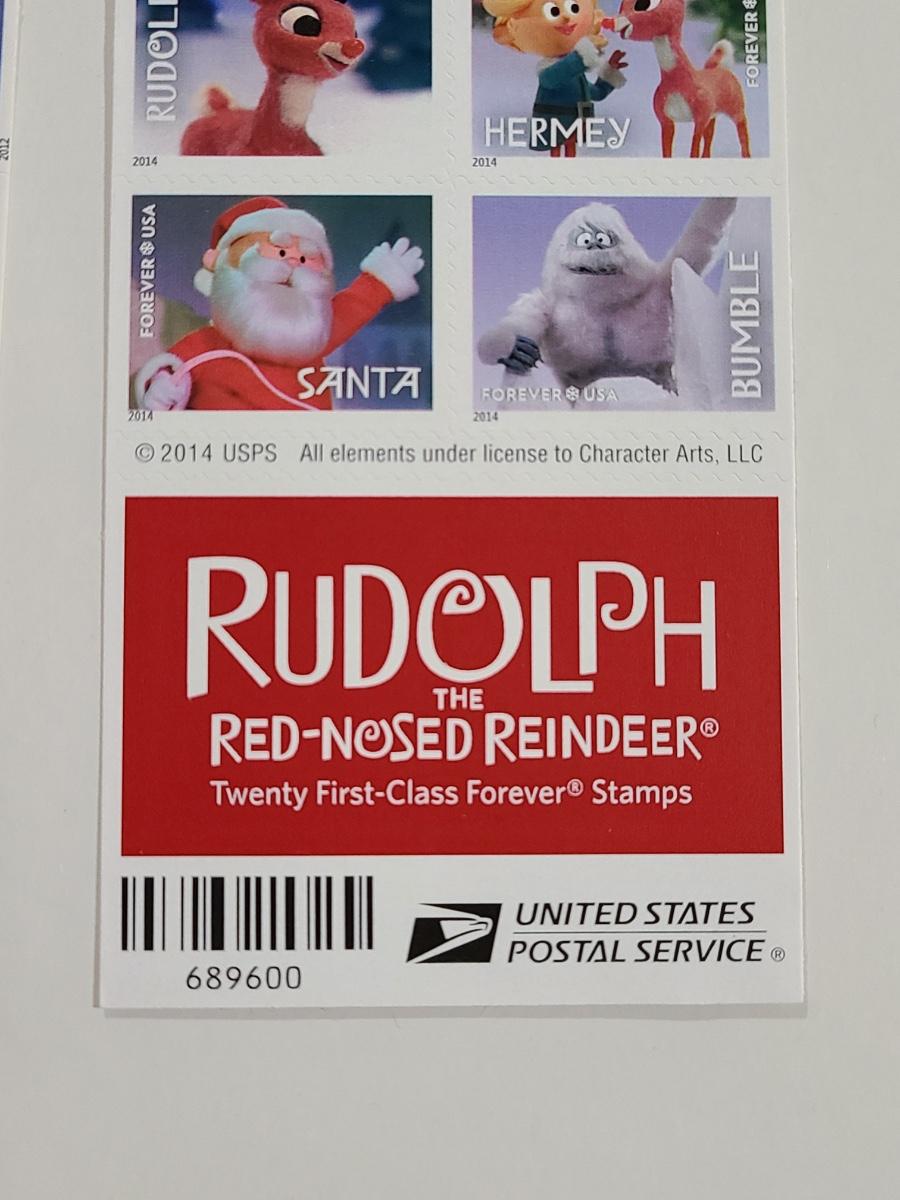 2012
RUDOL
2014
HERMEY
FOREVER
2014
FOREVER USA
SANTA
2014
FOREVER USA
BUMBLE
2014
© 2014 USPS All elements under license to Character Arts, LLC
RUDOLPH
THE
RED-NOSED REINDEER®
Twenty First-Class Forever® Stamps
689600
UNITED STATES
POSTAL SERVICE®